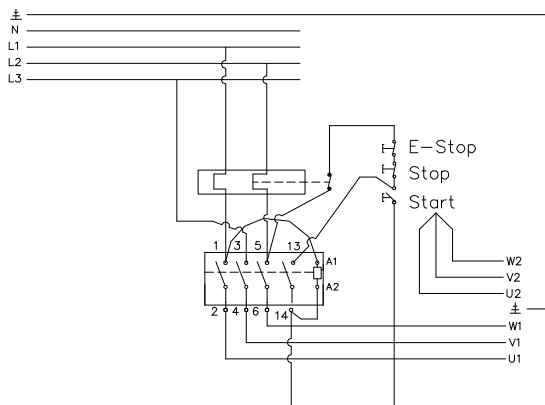 N
L1
L2
L3
E-Stop
Stop
Start
1 3 5 13
A1
A2
2 4 6 14
W2
V2
U2
W1
V1
U1